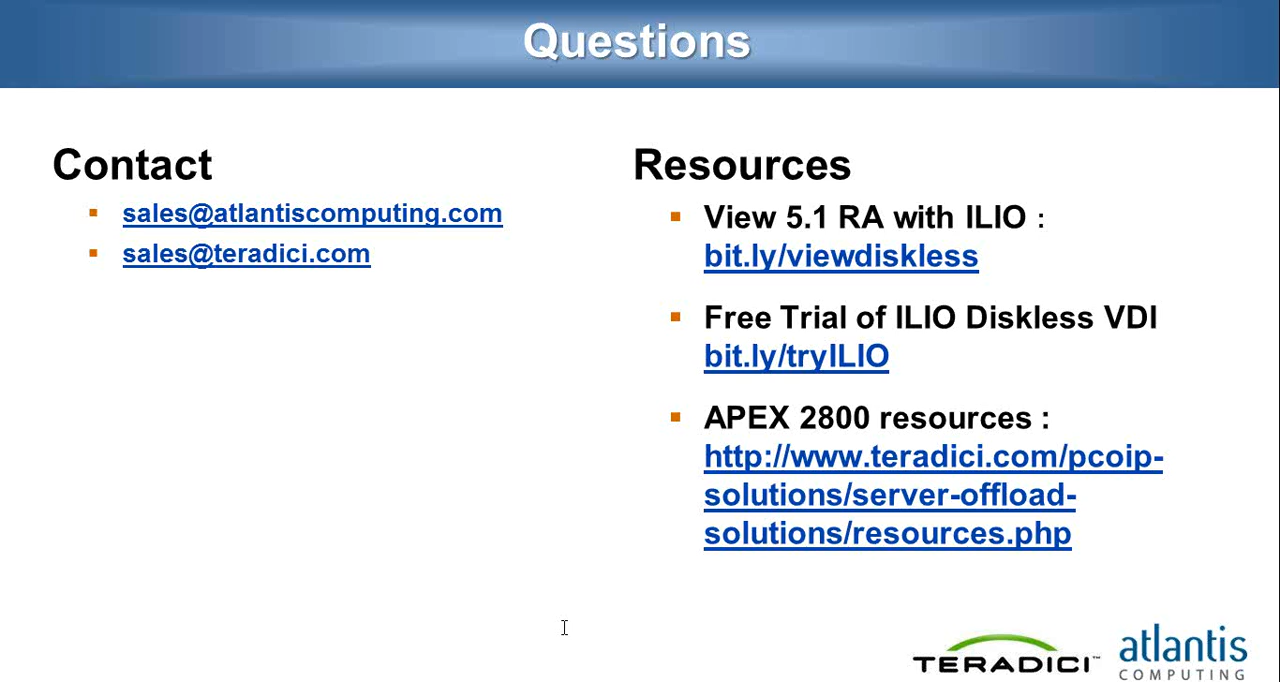 Questions
Contact
▪ sales@atlantiscomputing.com
▪ sales@teradici.com
Resources
▪ View 5.1 RA with ILIO :
bit.ly/viewdiskless
▪ Free Trial of ILIO Diskless VDI
bit.ly/tryILIO
▪ APEX 2800 resources :
http://www.teradici.com/pcoip-
solutions/server-offload-
solutions/resources.php
TERADICI™
atlantis
COMPUTING